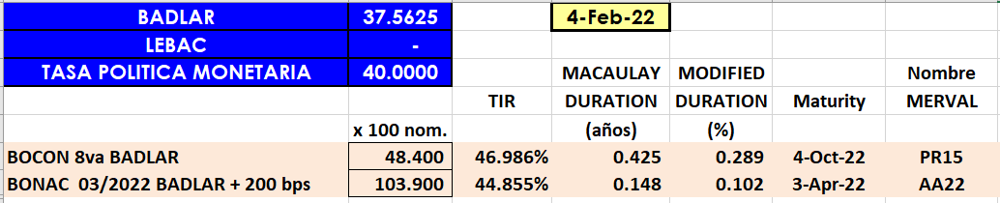 BADLAR 37.5625 4-Feb-22
LEBAC -
TASA POLITICA MONETARIA 40.0000 MACAULAY MODIFIED Nombre
TIR DURATION DURATION Maturity MERVAL
x 100 nom. (años) (%)
BOCON 8va BADLAR 48.400 46.986% 0.425 0.289 4-Oct-22 PR15
BONAC 03/2022 BADLAR + 200 bps 103.900 44.855% 0.148 0.102 3-Apr-22 AA22